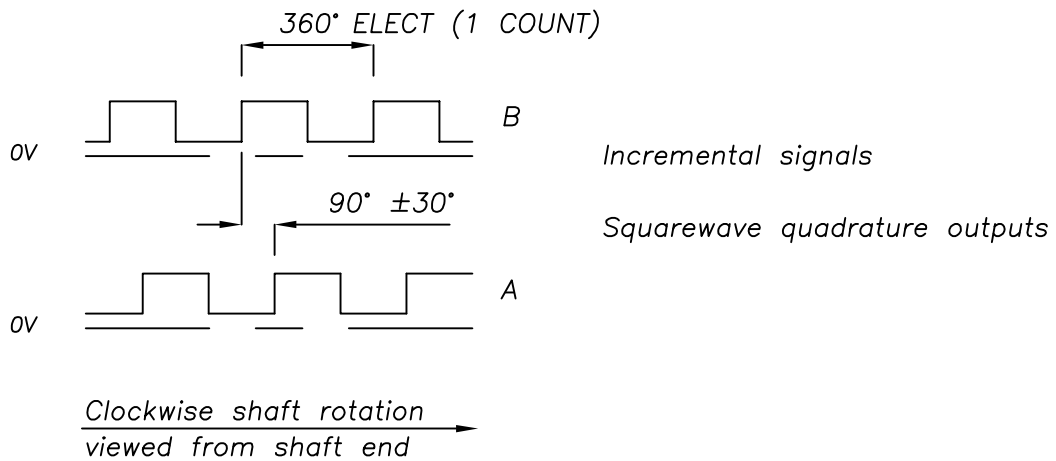 360° ELECT (1 COUNT)
B
0V
Incremental signals
90° ±30°
Squarewave quadrature outputs
A
0V
Clockwise shaft rotation
viewed from shaft end